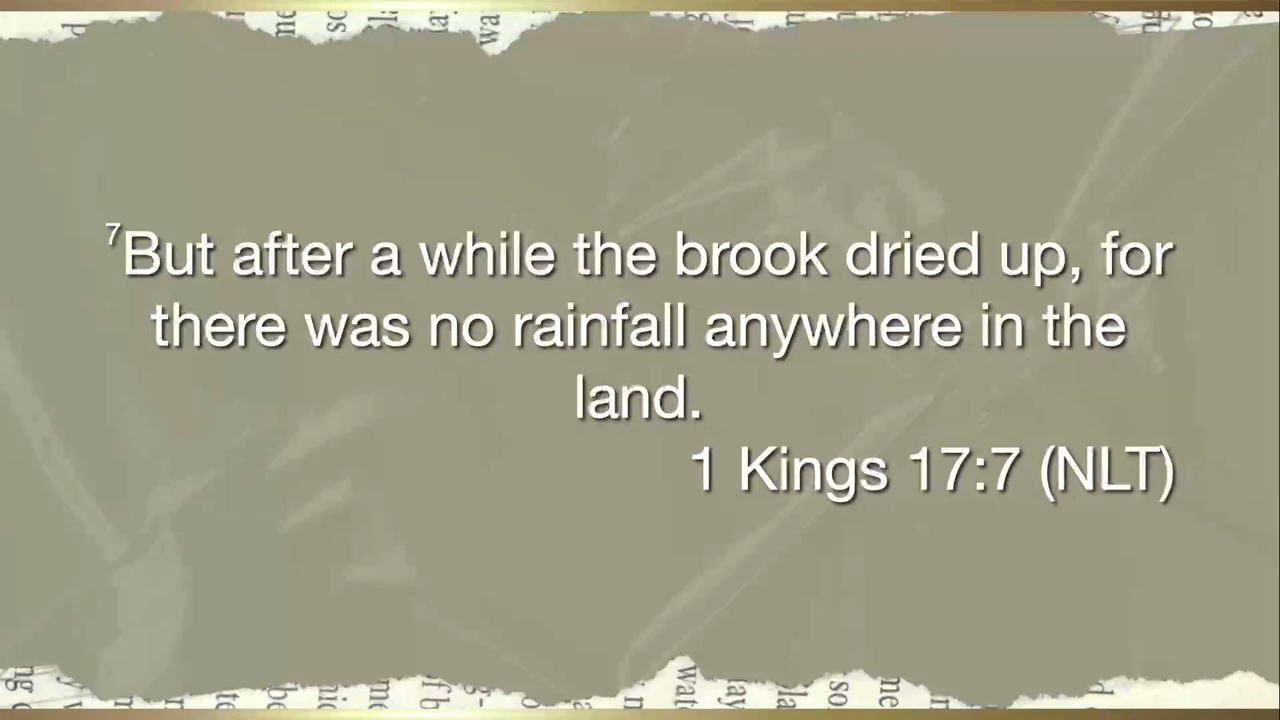 ⁷But after a while the brook dried up, for
there was no rainfall anywhere in the
land.
1 Kings 17:7 (NLT)